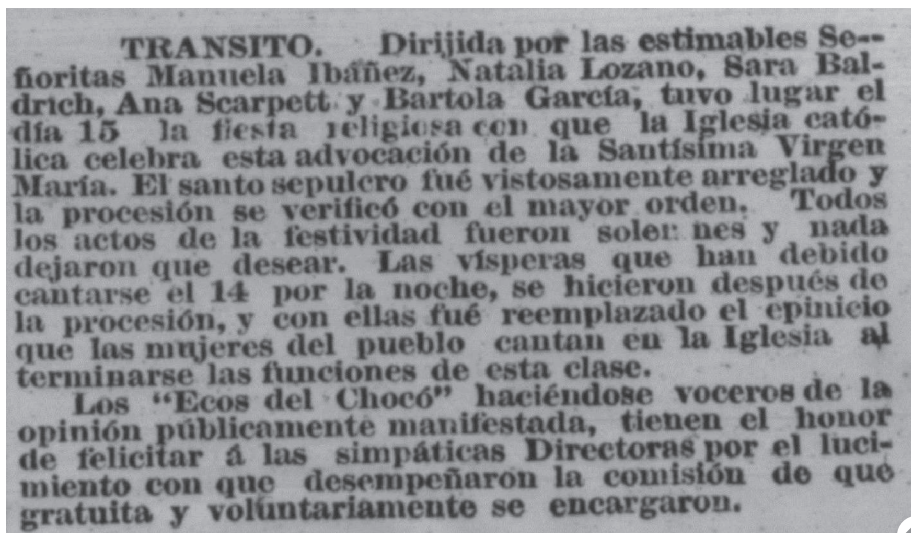 TRANSITO. Dirijida por las estimables Se--
ñoritas Manuela Ibáñez, Natalia Lozano, Sara Bal-
drich, Ana Scarpett y Bartola García, tuvo lugar el
día 15 la fiesta religiosa con que la Iglesia cató-
lica celebra esta advocación de la Santísima Virgen
María. El santo sepulcro fué vistosamente arreglado y
la procesión se verificó con el mayor orden. Todos
los actos de la festividad fueron solemnes y nada
dejaron que desear. Las vísperas que han debido
cantarse el 14 por la noche, se hicieron después de
la procesión, y con ellas fué reemplazado el epinicio
que las mujeres del pueblo cantan en la Iglesia al
terminarse las funciones de esta clase.
Los "Ecos del Chocó" haciéndose voceros de la
opinión públicamente manifestada, tienen el honor
de felicitar á las simpáticas Directoras por el luci-
miento con que desempeñaron la comisión de que
gratuita y voluntariamente se encargaron.